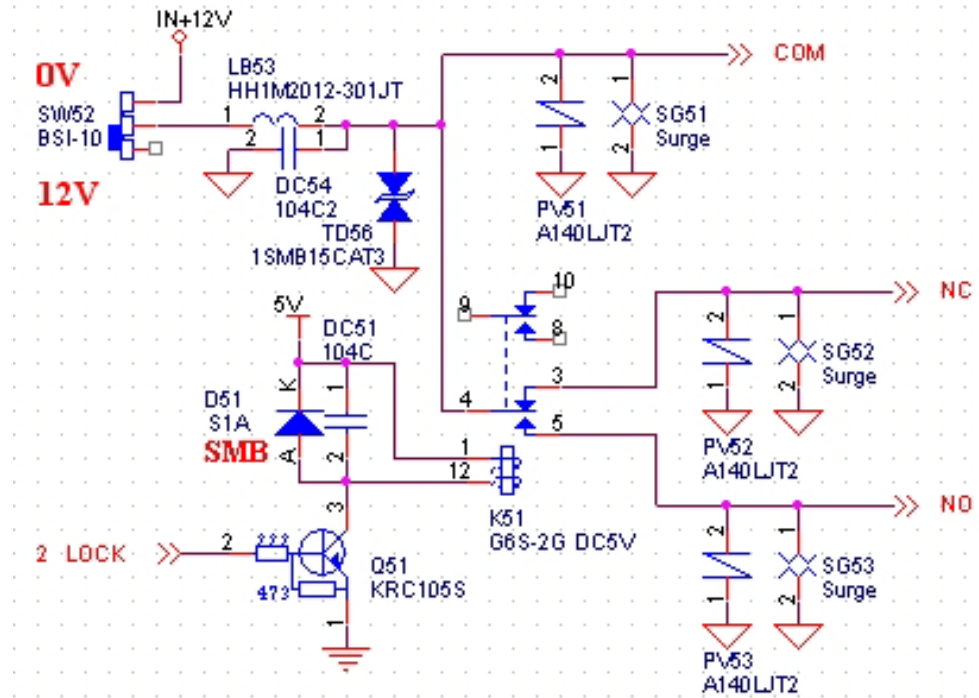 IN+12V
0V
SW52
BSI-10
12V
LB53
HH1M2012-301JT
1
2
2
1
DC54
104C2
TD56
1SMB15CAT3
COM
2
1
PV51
A140LJT2
1
2
SG51
Surge
5V
DC51
104C
K
A
1
2
D51
S1A
SMB
9
10
8
4
3
5
1
12
K51
G6S-2G DC5V
NC
2
1
PV52
A140LJT2
1
2
SG52
Surge
NO
2
1
PV53
A140LJT2
1
2
SG53
Surge
2 LOCK
2
222
473
3
1
Q51
KRC105S